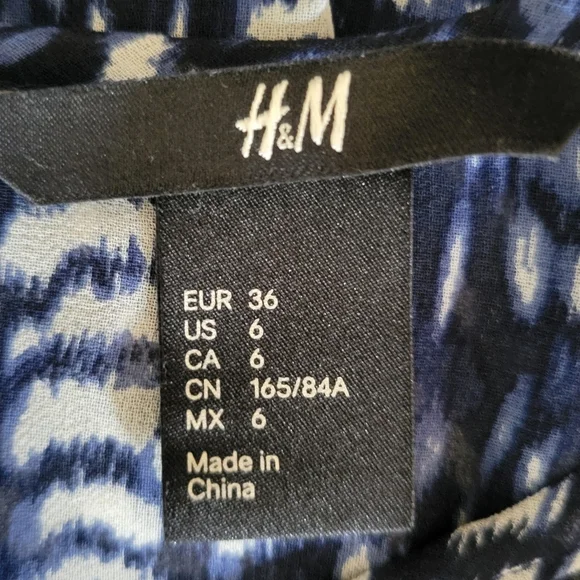 H&M
EUR 36
US 6
CA 6
CN 165/84A
MX 6
Made in
China